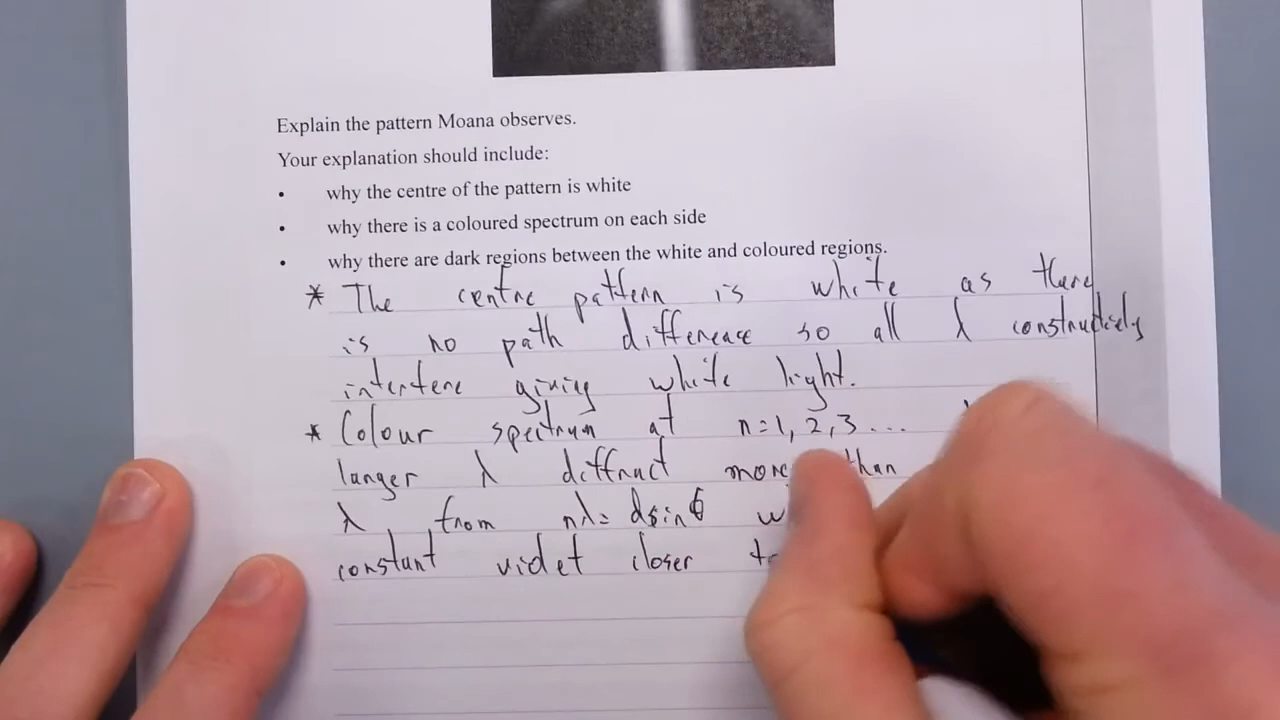 Explain the pattern Moana observes.
Your explanation should include:
• why the centre of the pattern is white
• why there is a coloured spectrum on each side
• why there are dark regions between the white and coloured regions.
* The centre pattern is white as there
is no path difference so all λ constructively
interfere giving white light.
* Colour spectrum at n=1, 2, 3...
larger λ diffract more than
λ from nλ= dsinθ
constant violet closer